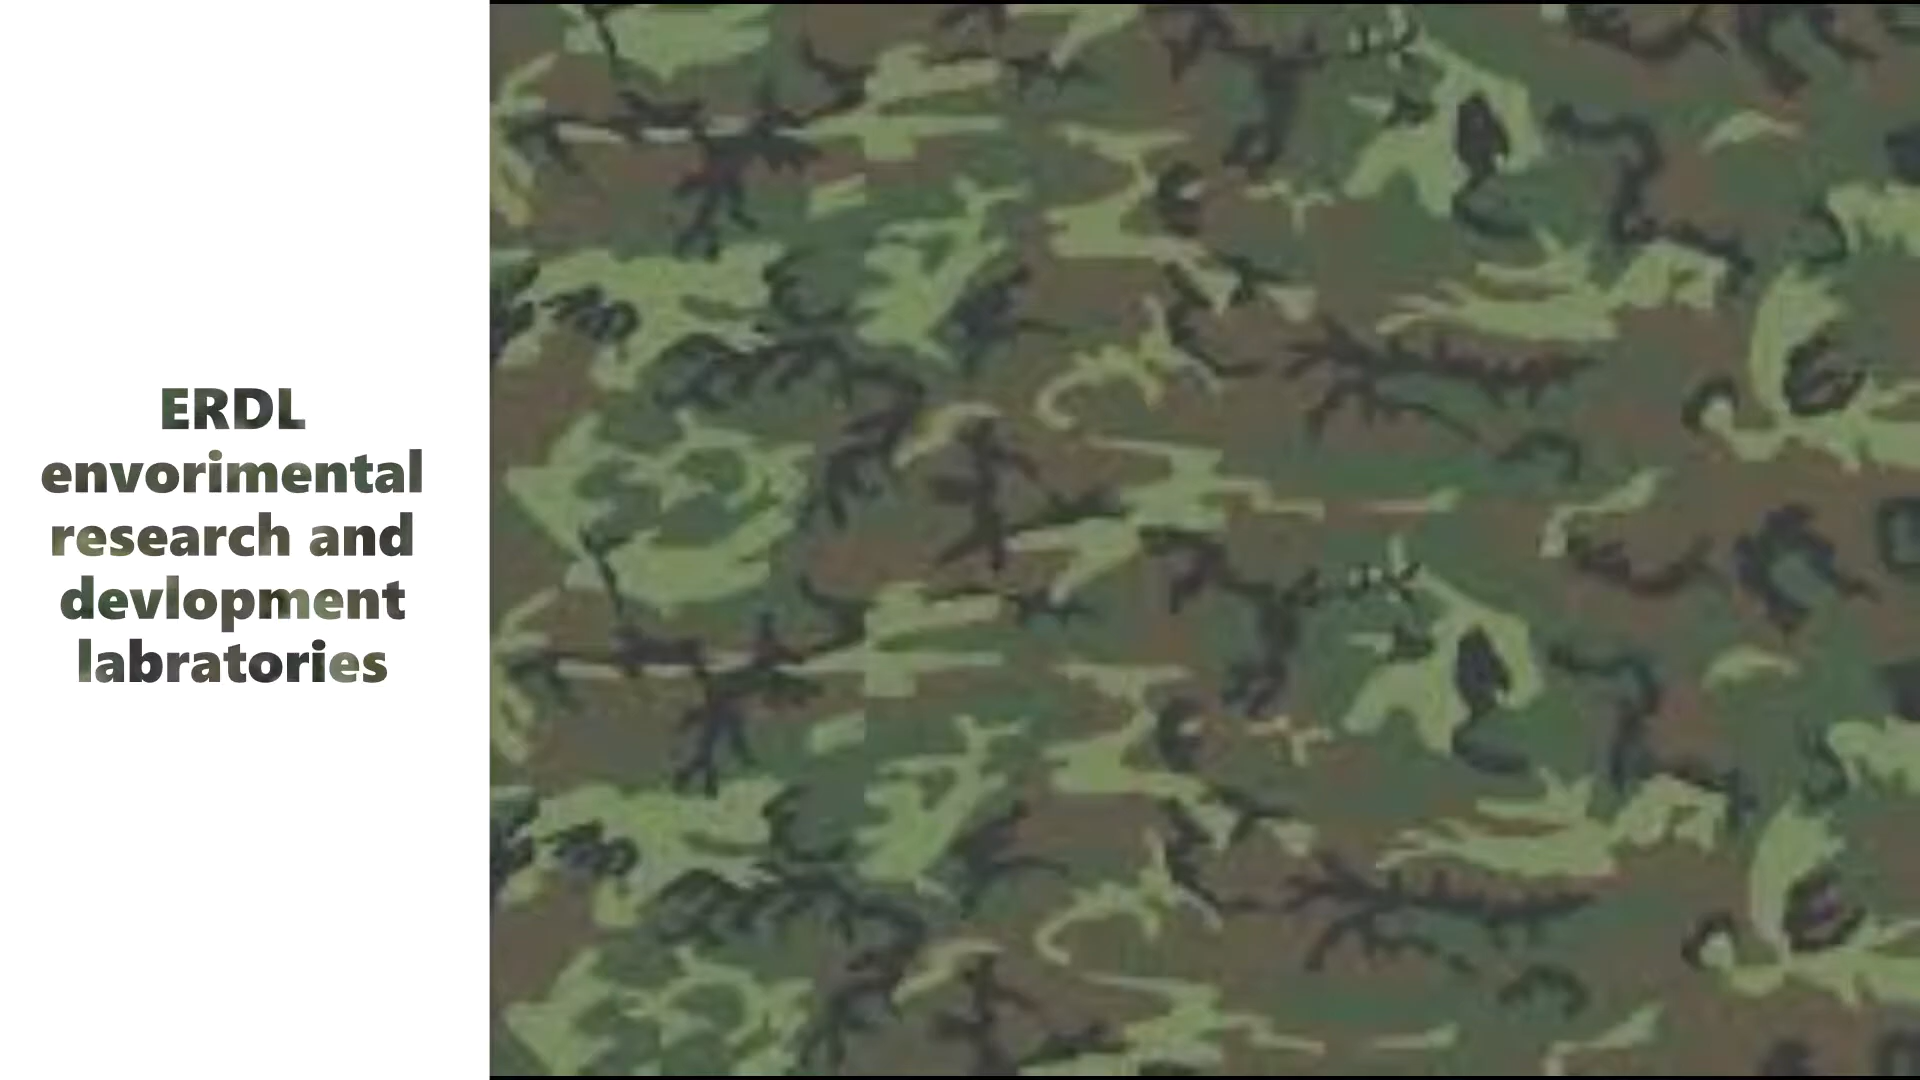 ERDL
envorimental
research and
devlopment
labratories